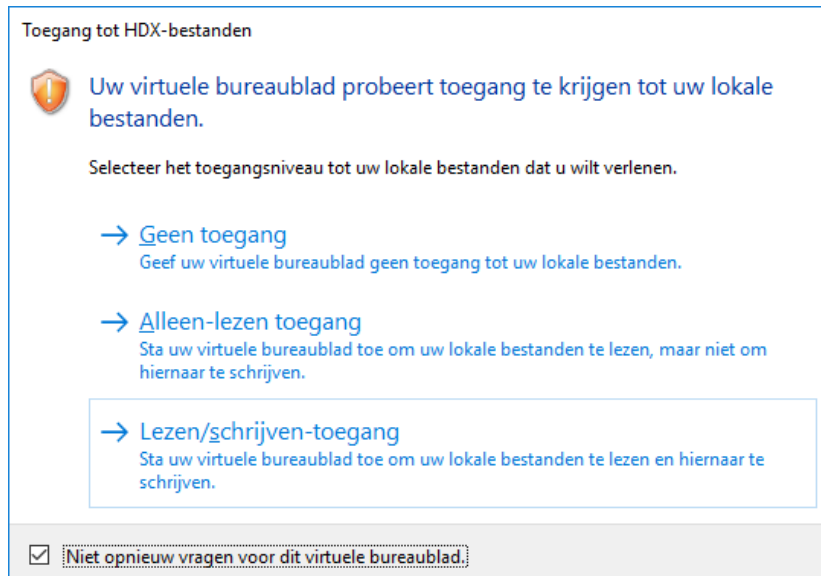 Toegang tot HDX-bestanden
Uw virtuele bureaublad probeert toegang te krijgen tot uw lokale
bestanden.
Selecteer het toegangsniveau tot uw lokale bestanden dat u wilt verlenen.
Geen toegang
Geef uw virtuele bureaublad geen toegang tot uw lokale bestanden.
Alleen-lezen toegang
Sta uw virtuele bureaublad toe om uw lokale bestanden te lezen, maar niet om
hiernaar te schrijven.
Lezen/schrijven-toegang
Sta uw virtuele bureaublad toe om uw lokale bestanden te lezen en hiernaar te
schrijven.
Niet opnieuw vragen voor dit virtuele bureaublad.